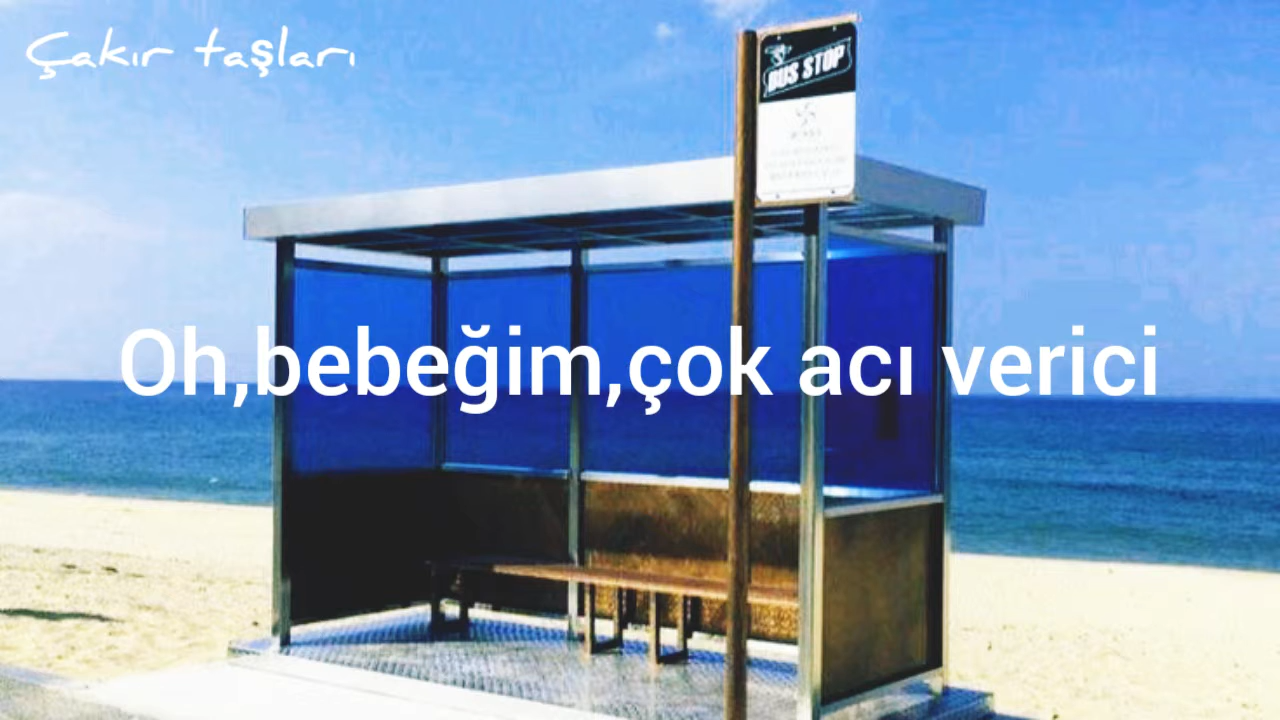 Çakır taşları
BUS STOP
Oh,bebeğim,çok acı verici